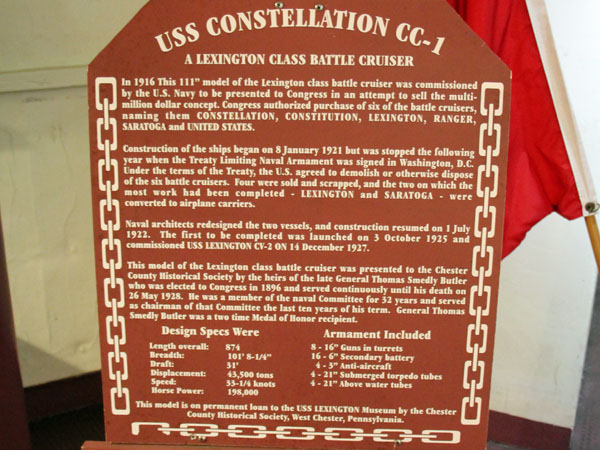 USS CONSTELLATION CC-1
A LEXINGTON CLASS BATTLE CRUISER
In 1916 This 111" model of the Lexington class battle cruiser was commissioned
by the U.S. Navy to be presented to Congress in an attempt to sell the multi-
million dollar concept. Congress authorized purchase of six of the battle cruisers,
naming them CONSTELLATION, CONSTITUTION, LEXINGTON, RANGER,
SARATOGA and UNITED STATES.
Construction of the ships began on 8 January 1921 but was stopped the following
year when the Treaty Limiting Naval Armament was signed in Washington, D.C.
Under the terms of the Treaty, the U.S. agreed to demolish or otherwise dispose
of the six battle cruisers. Four were sold and scrapped, and the two on which the
most work had been completed - LEXINGTON and SARATOGA - were
converted to airplane carriers.
Naval architects redesigned the two vessels, and construction resumed on 1 July
1922. The first to be completed was launched on 3 October 1925 and
commissioned USS LEXINGTON CV-2 ON 14 December 1927.
This model of the Lexington class battle cruiser was presented to the Chester
County Historical Society by the heirs of the late General Thomas Smedly Butler
who was elected to Congress in 1896 and served continuously until his death on
26 May 1928. He was a member of the naval Committee for 32 years and served
as chairman of that Committee the last ten years of his term. General Thomas
Smedly Butler was a two time Medal of Honor recipient.
Design Specs Were
Length overall: 874
Breadth: 101' 8-1/4"
Draft: 31'
Displacement: 43,500 tons
Speed: 33-1/4 knots
Horse Power: 198,000
Armament Included
8 - 16" Guns in turrets
16 - 6" Secondary battery
4 - 3" Anti-aircraft
4 - 21" Submerged torpedo tubes
4 - 21" Above water tubes
This model is on permanent loan to the USS LEXINGTON Museum by the Chester
County Historical Society, West Chester, Pennsylvania.